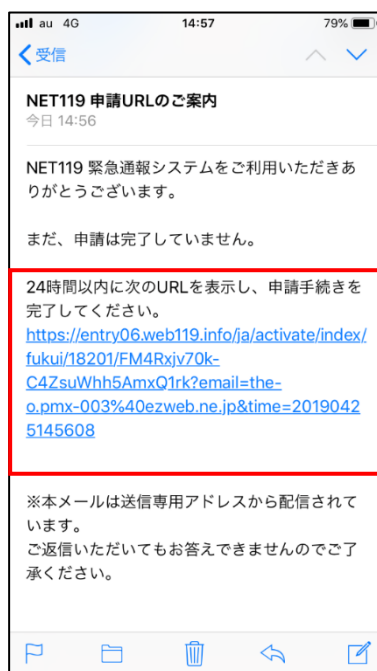 au 4G 14:57 79%
受信
NET119 申請URLのご案内
今日 14:56
NET119 緊急通報システムをご利用いただきあ
りがとうございます。
まだ、申請は完了していません。
24時間以内に次のURLを表示し、申請手続きを
完了してください。
https://entry06.web119.info/ja/activate/index/
fukui/18201/FM4Rxjv70k-
C4ZsuWhh5AmxQ1rk?email=the-
o.pmx-003%40ezweb.ne.jp&time=2019042
5145608
※本メールは送信専用アドレスから配信されて
います。
ご返信いただいてもお答えできませんのでご了
承ください。